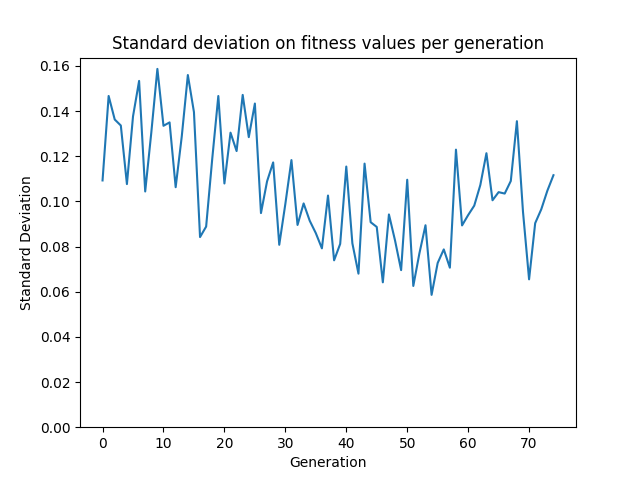 Standard deviation on fitness values per generation
0.16
0.14
0.12
0.10
0.08
0.06
0.04
0.02
0.00
Standard Deviation
0 10 20 30 40 50 60 70
Generation